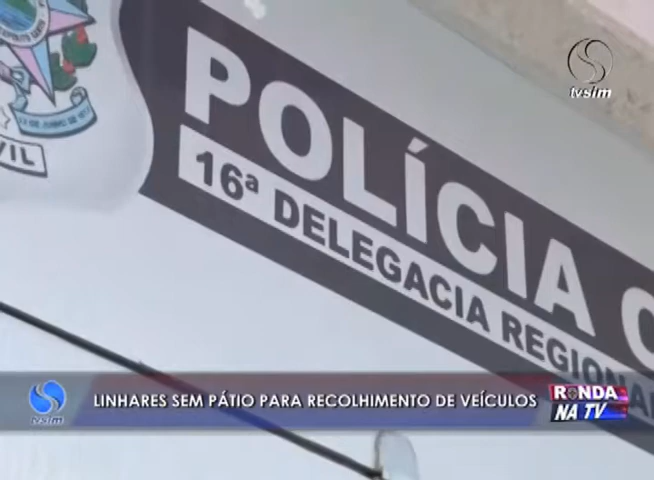 tvsim
POLÍCIA C
16ª DELEGACIA REGIONAL
VIL
LINHARES SEM PÁTIO PARA RECOLHIMENTO DE VEÍCULOS
RONDA
NA TV
tvsim